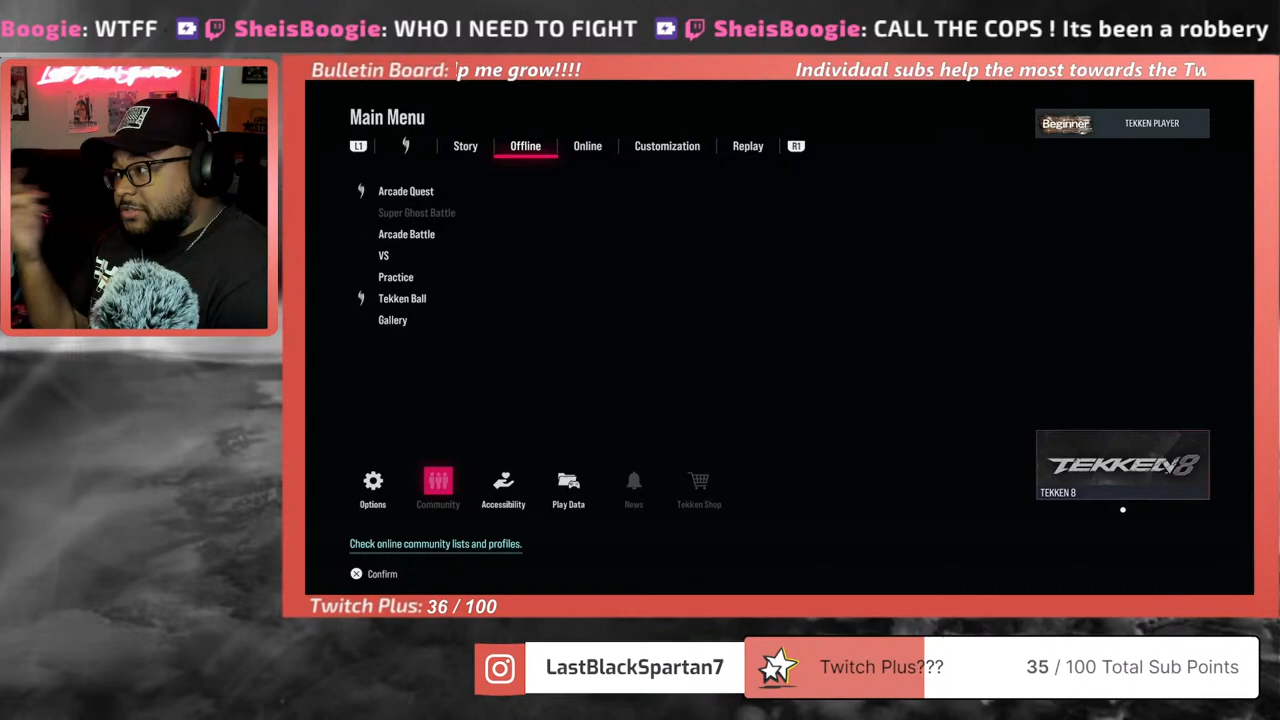 Boogie: WTFF SheisBoogie: WHO I NEED TO FIGHT SheisBoogie: CALL THE COPS ! Its been a robbery
Bulletin Board: p me grow!!!! Individual subs help the most towards the Tw
Main Menu
Beginner TEKKEN PLAYER
L1 Story Offline Online Customization Replay R1
Arcade Quest
Super Ghost Battle
Arcade Battle
VS
Practice
Tekken Ball
Gallery
TEKKEN 8
TEKKEN 8
Options Community Accessibility Play Data News Tekken Shop
Check online community lists and profiles.
Confirm
Twitch Plus: 36 / 100
LastBlackSpartan7 Twitch Plus??? 35 / 100 Total Sub Points